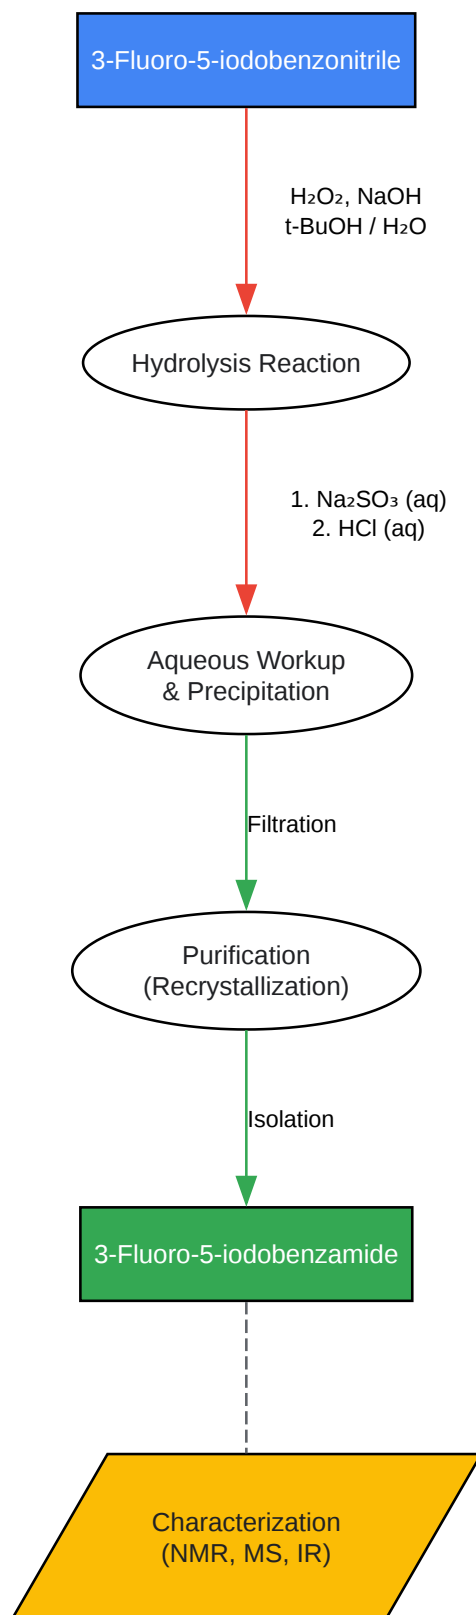 3-Fluoro-5-iodobenzonitrile
H₂O₂, NaOH
t-BuOH / H₂O
Hydrolysis Reaction
1. Na₂SO₃ (aq)
2. HCl (aq)
Aqueous Workup
& Precipitation
Filtration
Purification
(Recrystallization)
Isolation
3-Fluoro-5-iodobenzamide
Characterization
(NMR, MS, IR)